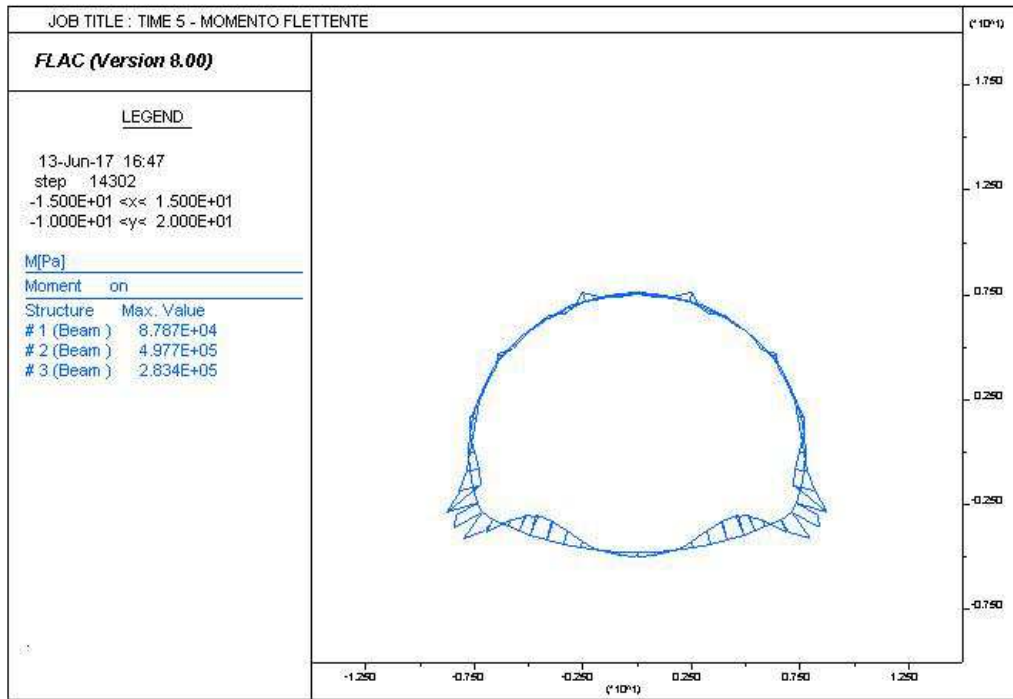 JOB TITLE : TIME 5 - MOMENTO FLETTENTE
(*10^1)
FLAC (Version 8.00)
LEGEND
13-Jun-17 16:47
step 14302
-1.500E+01 <x< 1.500E+01
-1.000E+01 <y< 2.000E+01
M[Pa]
Moment on
Structure Max. Value
# 1 (Beam ) 8.787E+04
# 2 (Beam ) 4.977E+05
# 3 (Beam ) 2.834E+05
1.750
1.250
0.750
0.250
-0.250
-0.750
-1.250 -0.750 -0.250 0.250 0.750 1.250
(*10^1)